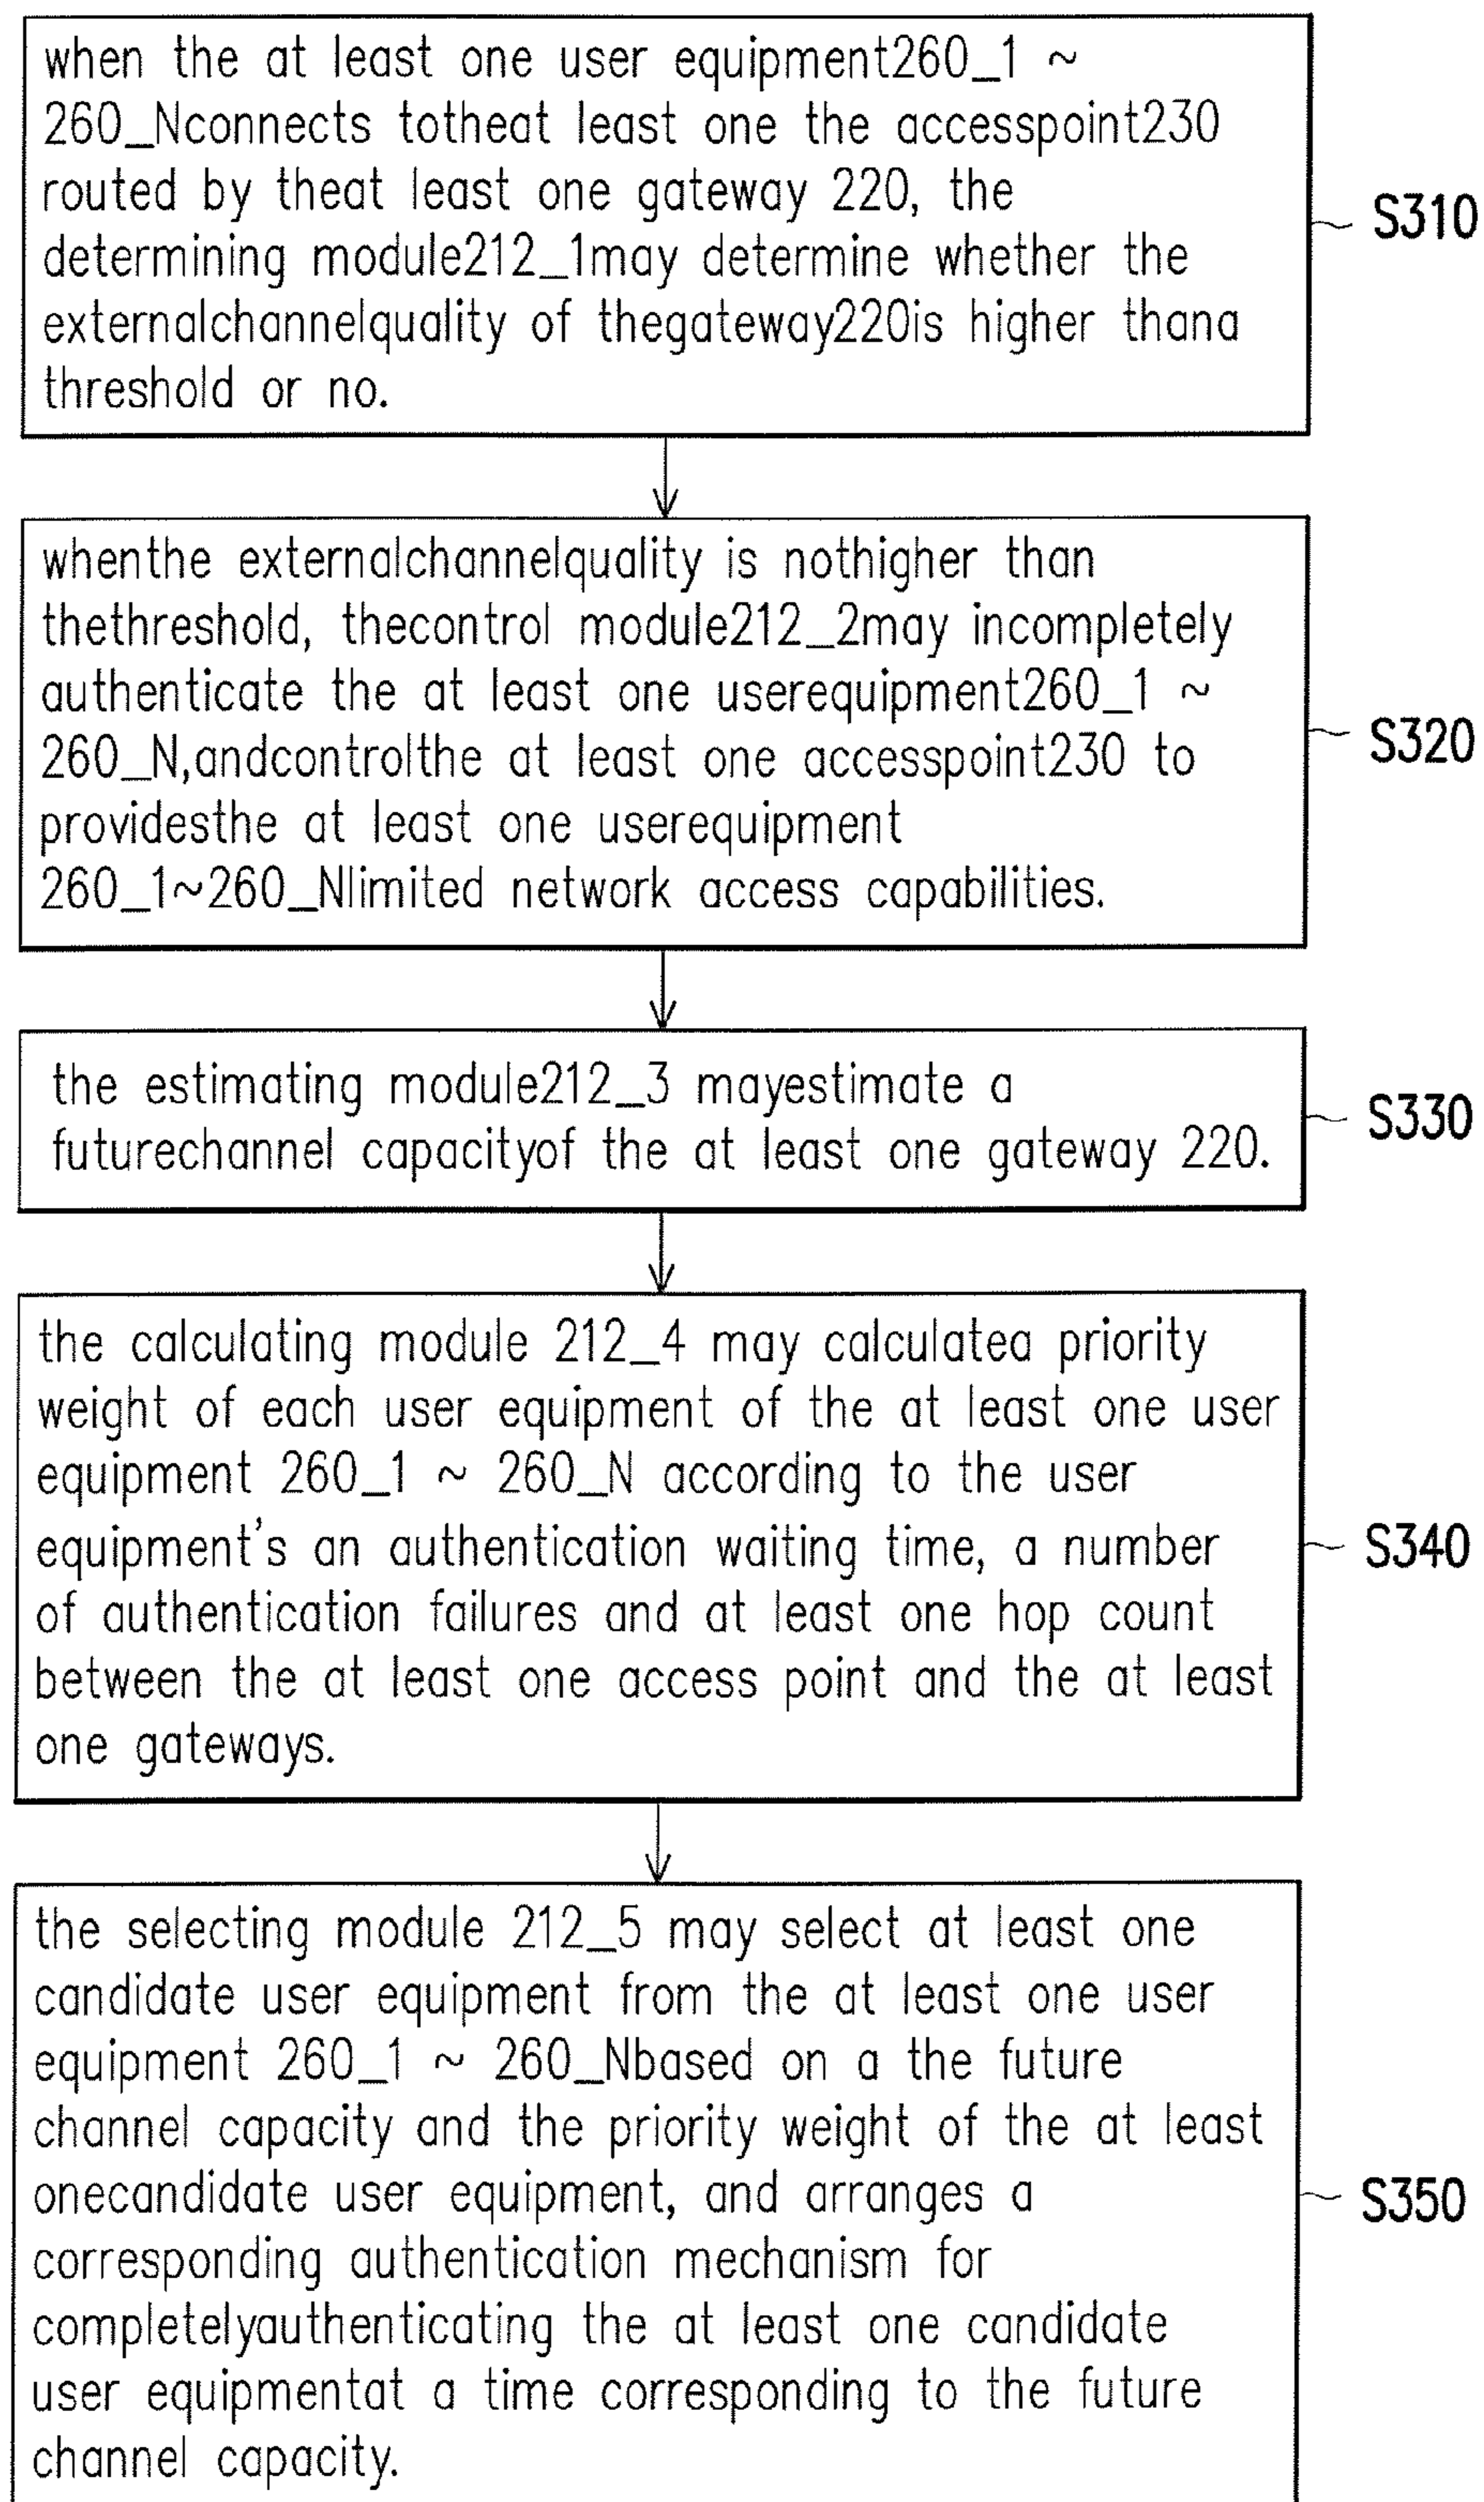 when the at least one user equipment260_1 ~
260_Nconnects totheat least one the accesspoint230
routed by theat least one gateway 220, the
determining module212_1may determine whether the
externalchannelquality of thegateway220is higher thana
threshold or no.
S310
whenthe externalchannelquality is nothigher than
thethreshold, thecontrol module212_2may incompletely
authenticate the at least one userequipment260_1 ~
260_N,andcontrolthe at least one accesspoint230 to
providesthe at least one userequipment
260_1~260_Nlimited network access capabilities.
S320
the estimating module212_3 mayestimate a
futurechannel capacityof the at least one gateway 220.
S330
the calculating module 212_4 may calculatea priority
weight of each user equipment of the at least one user
equipment 260_1 ~ 260_N according to the user
equipment's an authentication waiting time, a number
of authentication failures and at least one hop count
between the at least one access point and the at least
one gateways.
S340
the selecting module 212_5 may select at least one
candidate user equipment from the at least one user
equipment 260_1 ~ 260_Nbased on a the future
channel capacity and the priority weight of the at least
onecandidate user equipment, and arranges a
corresponding authentication mechanism for
completelyauthenticating the at least one candidate
user equipmentat a time corresponding to the future
channel capacity.
S350